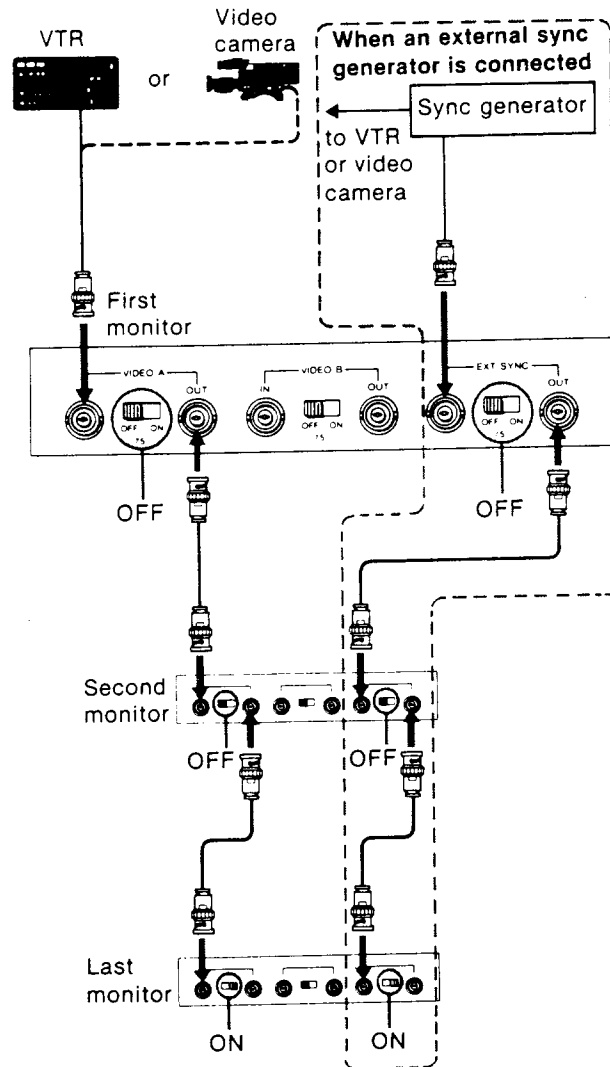 VTR
or
Video
camera
When an external sync
generator is connected
Sync generator
to VTR
or video
camera
First
monitor
VIDEO A
OUT
OFF ON
75
IN
VIDEO B
OUT
OFF ON
75
EXT SYNC
OUT
OFF ON
75
OFF
OFF
Second
monitor
OFF
OFF
Last
monitor
ON
ON